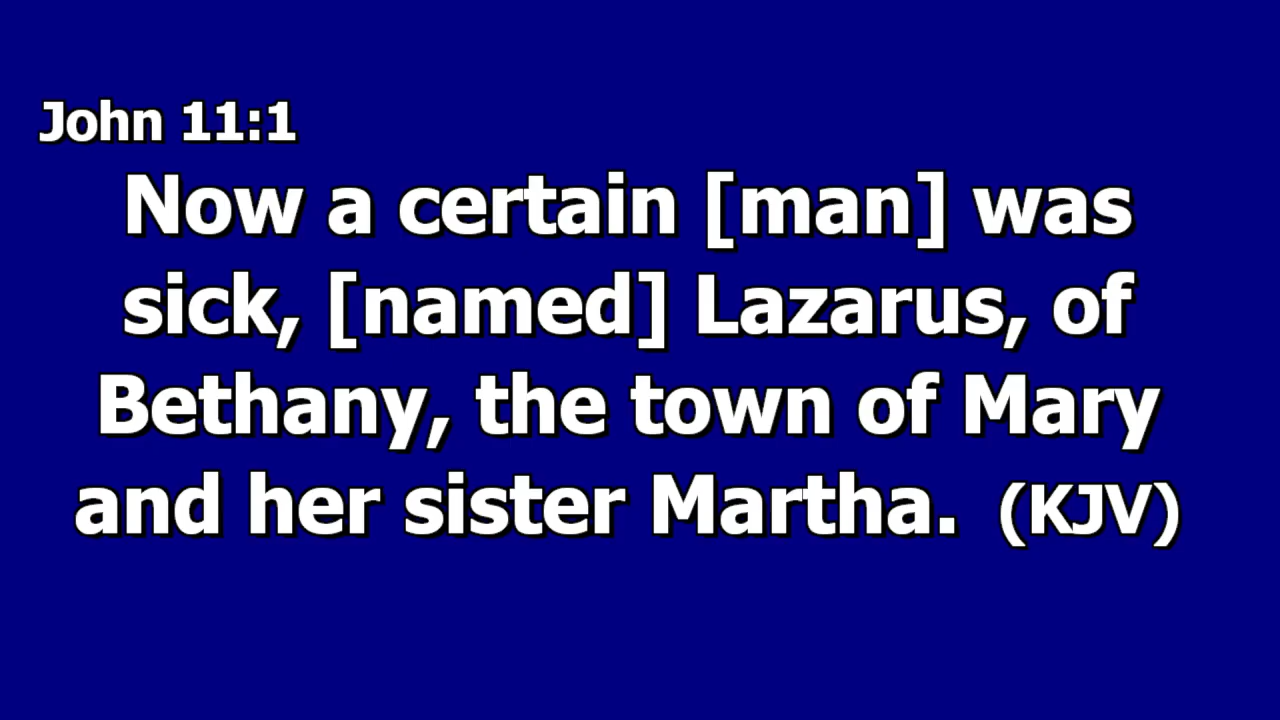 John 11:1
Now a certain [man] was
sick, [named] Lazarus, of
Bethany, the town of Mary
and her sister Martha. (KJV)